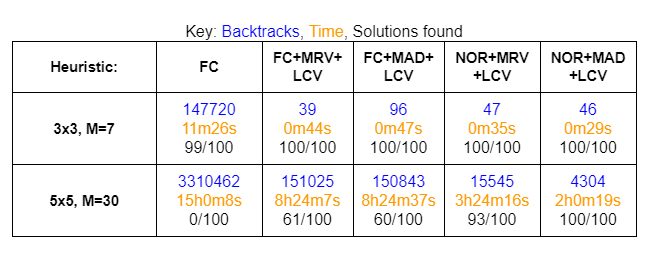 Key: Backtracks, Time, Solutions found
Heuristic: FC FC+MRV+ LCV FC+MAD+ LCV NOR+MRV +LCV NOR+MAD +LCV
3x3, M=7
147720 39 96 47 46
11m26s 0m44s 0m47s 0m35s 0m29s
99/100 100/100 100/100 100/100 100/100
5x5, M=30
3310462 151025 150843 15545 4304
15h0m8s 8h24m7s 8h24m37s 3h24m16s 2h0m19s
0/100 61/100 60/100 93/100 100/100